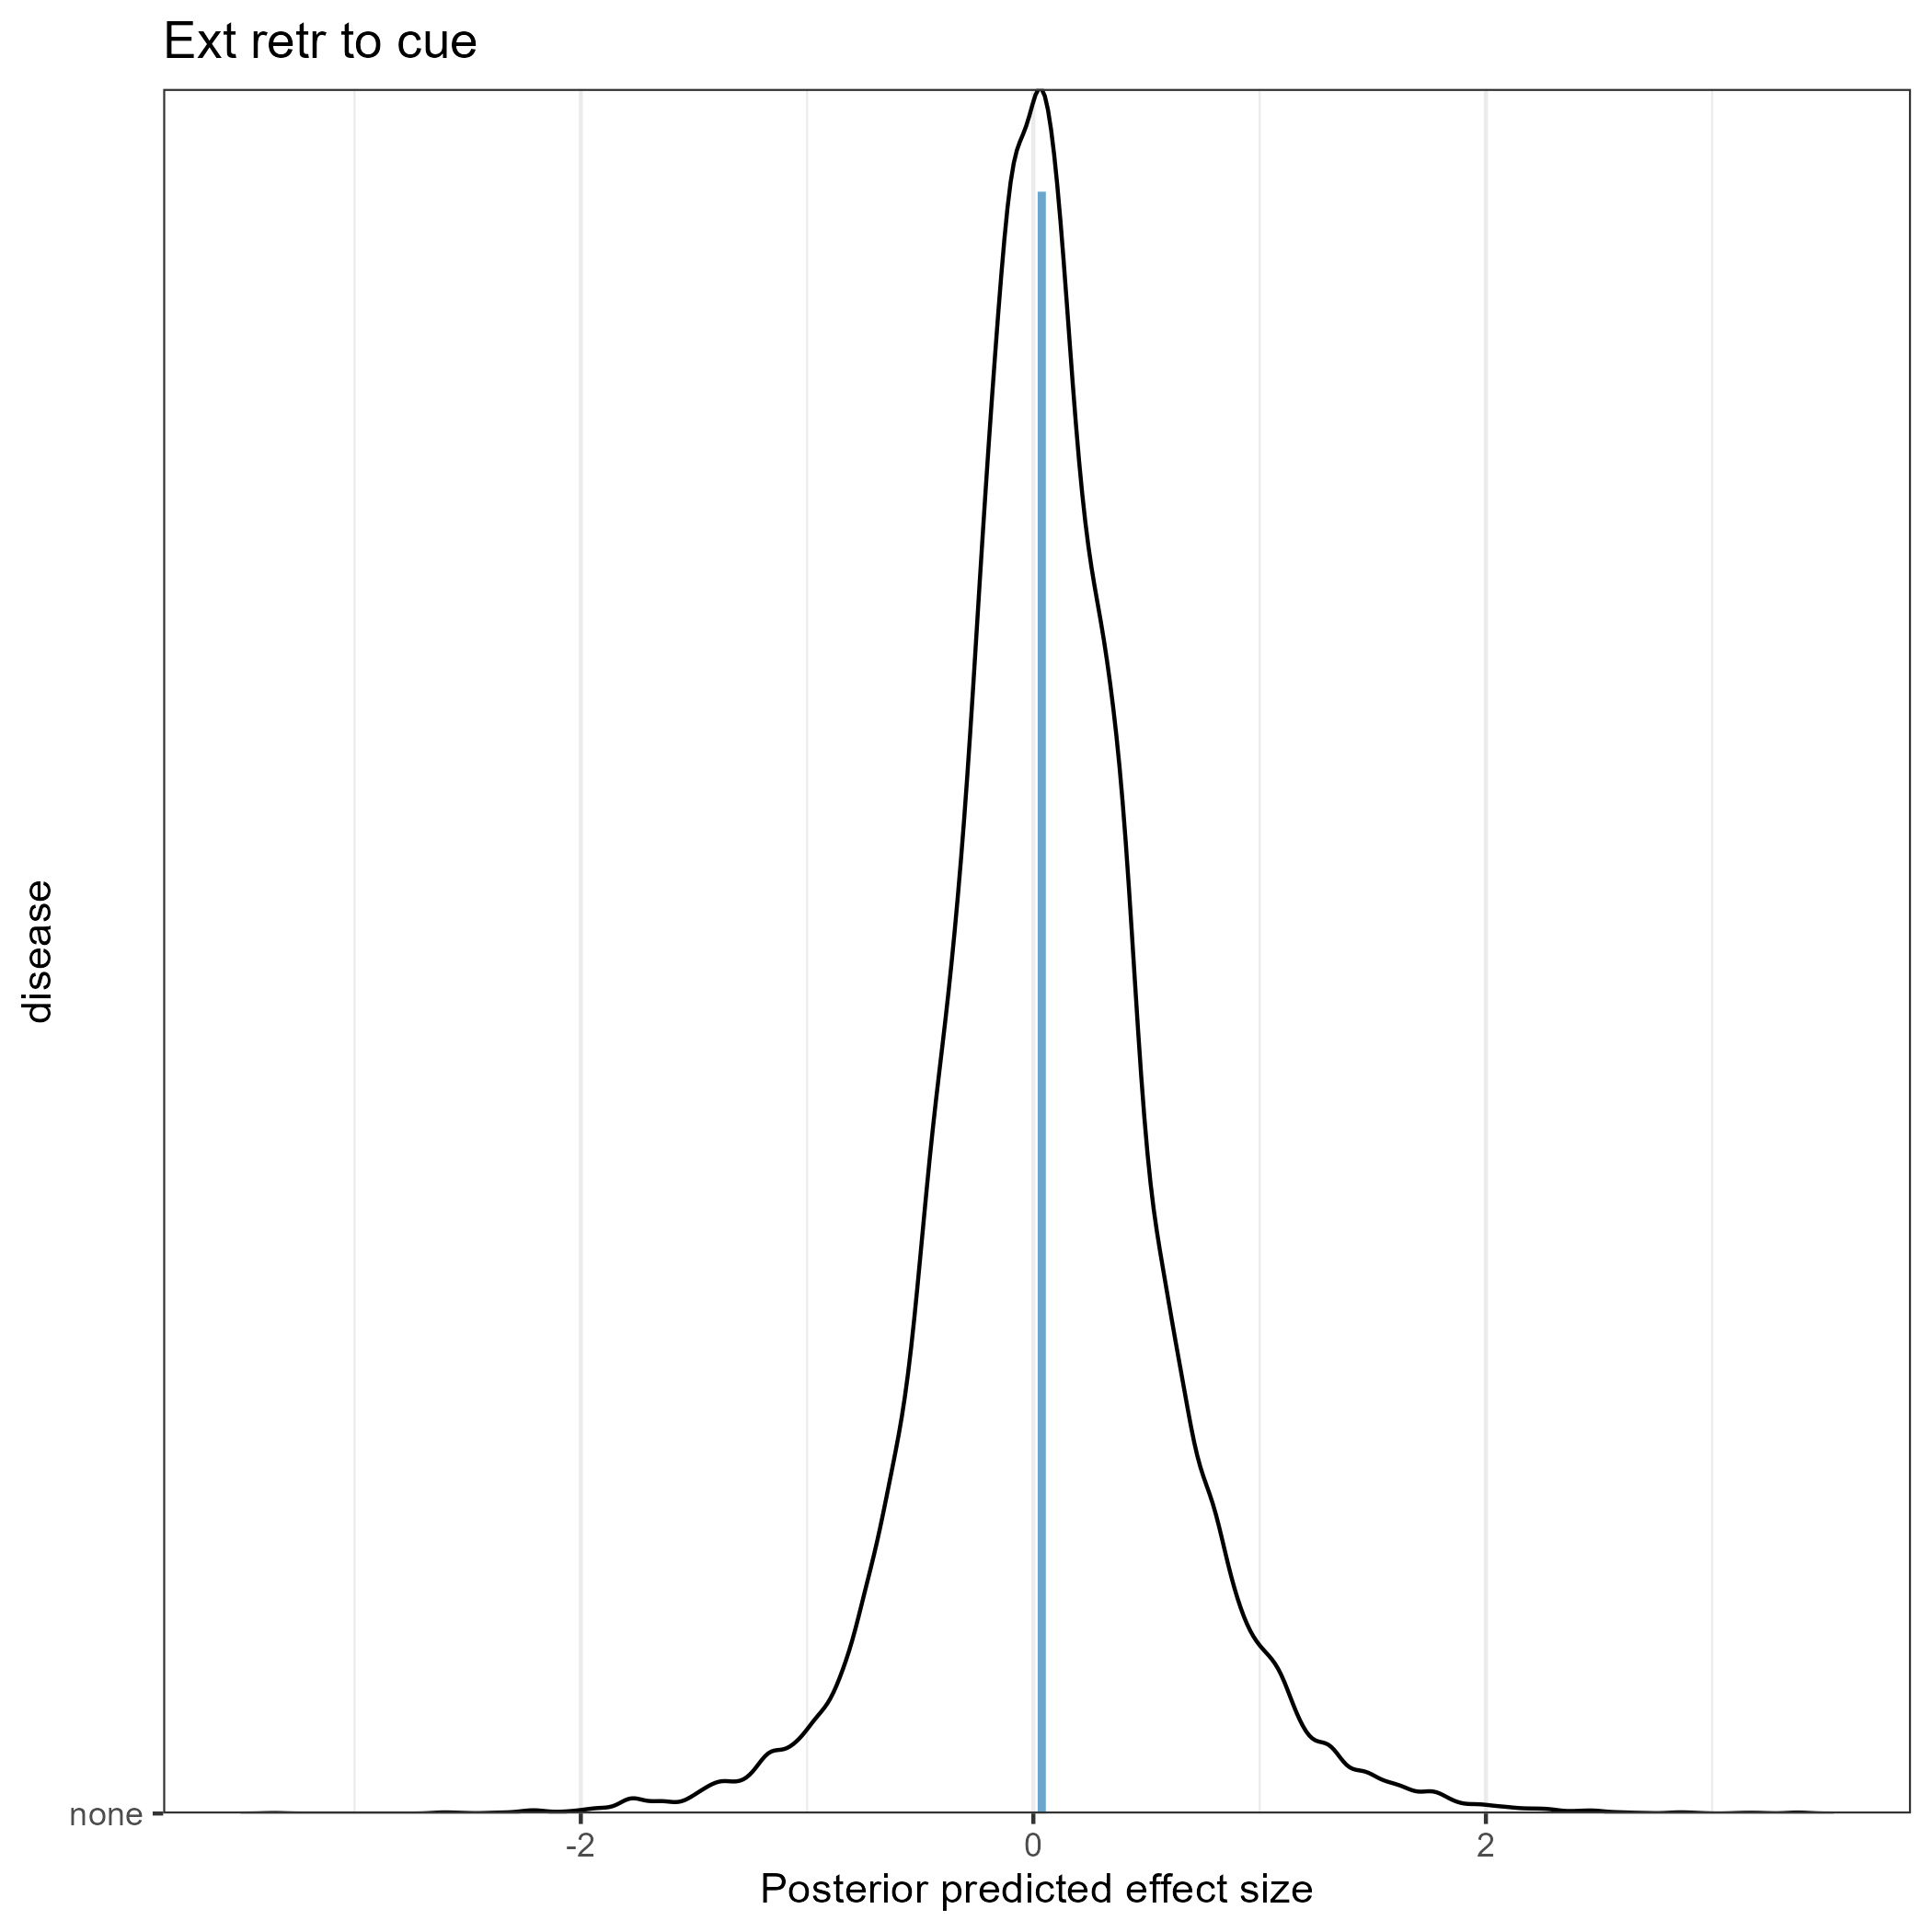 Ext retr to cue
disease
none
-2
0
2
Posterior predicted effect size